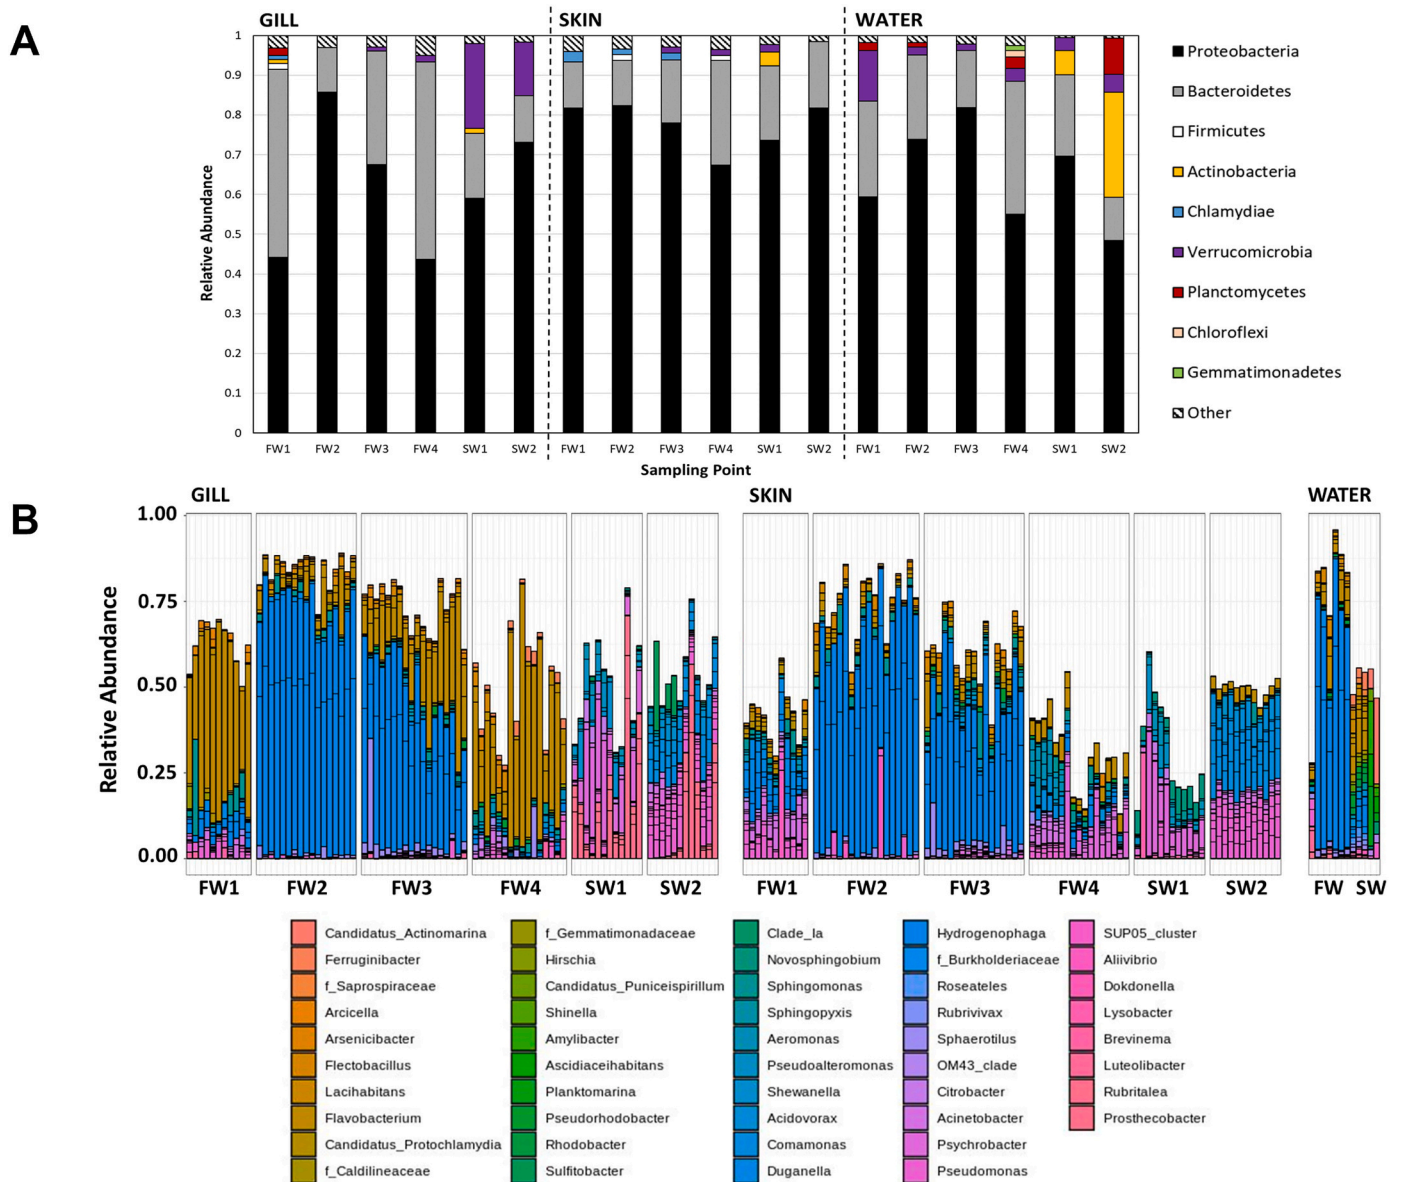 A
GILL
SKIN
WATER
1
0.9
0.8
0.7
0.6
0.5
0.4
0.3
0.2
0.1
0
Relative Abundance
FW1 FW2 FW3 FW4 SW1 SW2 FW1 FW2 FW3 FW4 SW1 SW2 FW1 FW2 FW3 FW4 SW1 SW2
Sampling Point
Proteobacteria
Bacteroidetes
Firmicutes
Actinobacteria
Chlamydiae
Verrucomicrobia
Planctomycetes
Chloroflexi
Gemmatimonadetes
Other
B
GILL
SKIN
WATER
1.00
0.75
0.50
0.25
0.00
Relative Abundance
FW1 FW2 FW3 FW4 SW1 SW2 FW1 FW2 FW3 FW4 SW1 SW2 FW SW
Candidatus_Actinomarina
Ferruginibacter
f_Saprospiraceae
Arcicella
Arsenicibacter
Flectobacillus
Lacihabitans
Flavobacterium
Candidatus_Protochlamydia
f_Caldilineaceae
f_Gemmatimonadaceae
Hirschia
Candidatus_Puniceispirillum
Shinella
Amylibacter
Ascidiaceihabitans
Planktomarina
Pseudorhodobacter
Rhodobacter
Sulfitobacter
Clade_Ia
Novosphingobium
Sphingomonas
Sphingopyxis
Aeromonas
Pseudoalteromonas
Shewanella
Acidovorax
Comamonas
Duganella
Hydrogenophaga
f_Burkholderiaceae
Roseateles
Rubrivivax
Sphaerotilus
OM43_clade
Citrobacter
Acinetobacter
Psychrobacter
Pseudomonas
SUP05_cluster
Aliivibrio
Dokdonella
Lysobacter
Brevinema
Luteolibacter
Rubritalea
Prosthecobacter